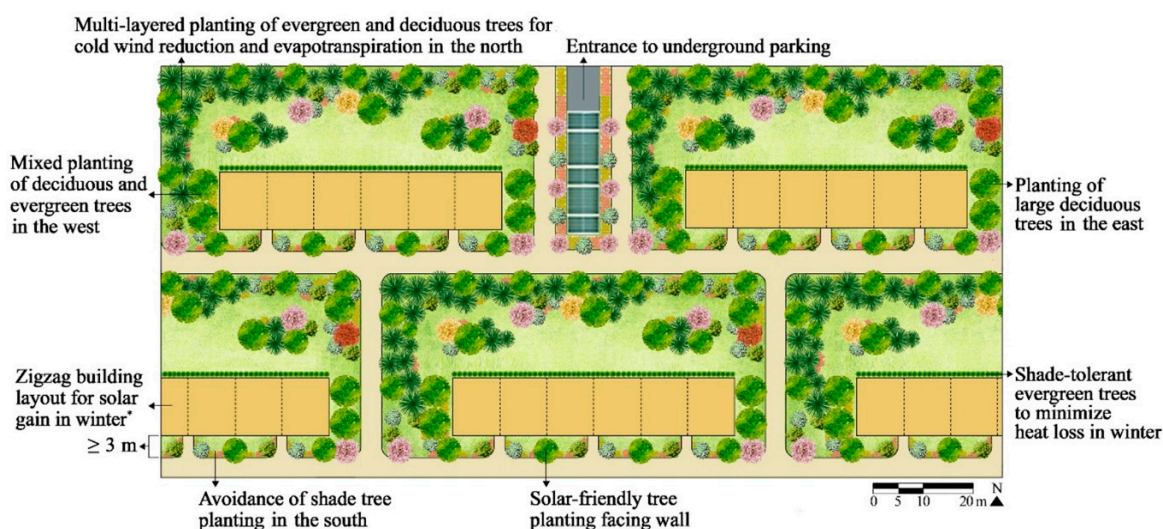 Multi-layered planting of evergreen and deciduous trees for
cold wind reduction and evapotranspiration in the north
Entrance to underground parking
Mixed planting
of deciduous and
evergreen trees
in the west
Planting of
large deciduous
trees in the east
Zigzag building
layout for solar
gain in winter*
≥ 3 m
Shade-tolerant
evergreen trees
to minimize
heat loss in winter
Avoidance of shade tree
planting in the south
Solar-friendly tree
planting facing wall
N
0 5 10 20 m